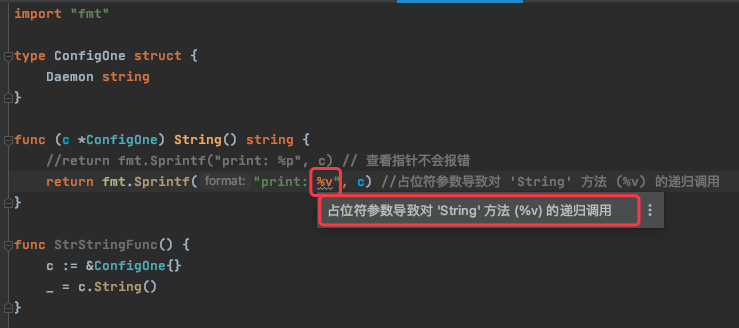 import "fmt"
type ConfigOne struct {
    Daemon string
}
func (c *ConfigOne) String() string {
    //return fmt.Sprintf("print: %p", c) // 查看指针不会报错
    return fmt.Sprintf( format: "print: %v", c) //占位符参数导致对 'String' 方法 (%v) 的递归调用
}
占位符参数导致对 'String' 方法 (%v) 的递归调用
func StrStringFunc() {
    c := &ConfigOne{}
    _ = c.String()
}